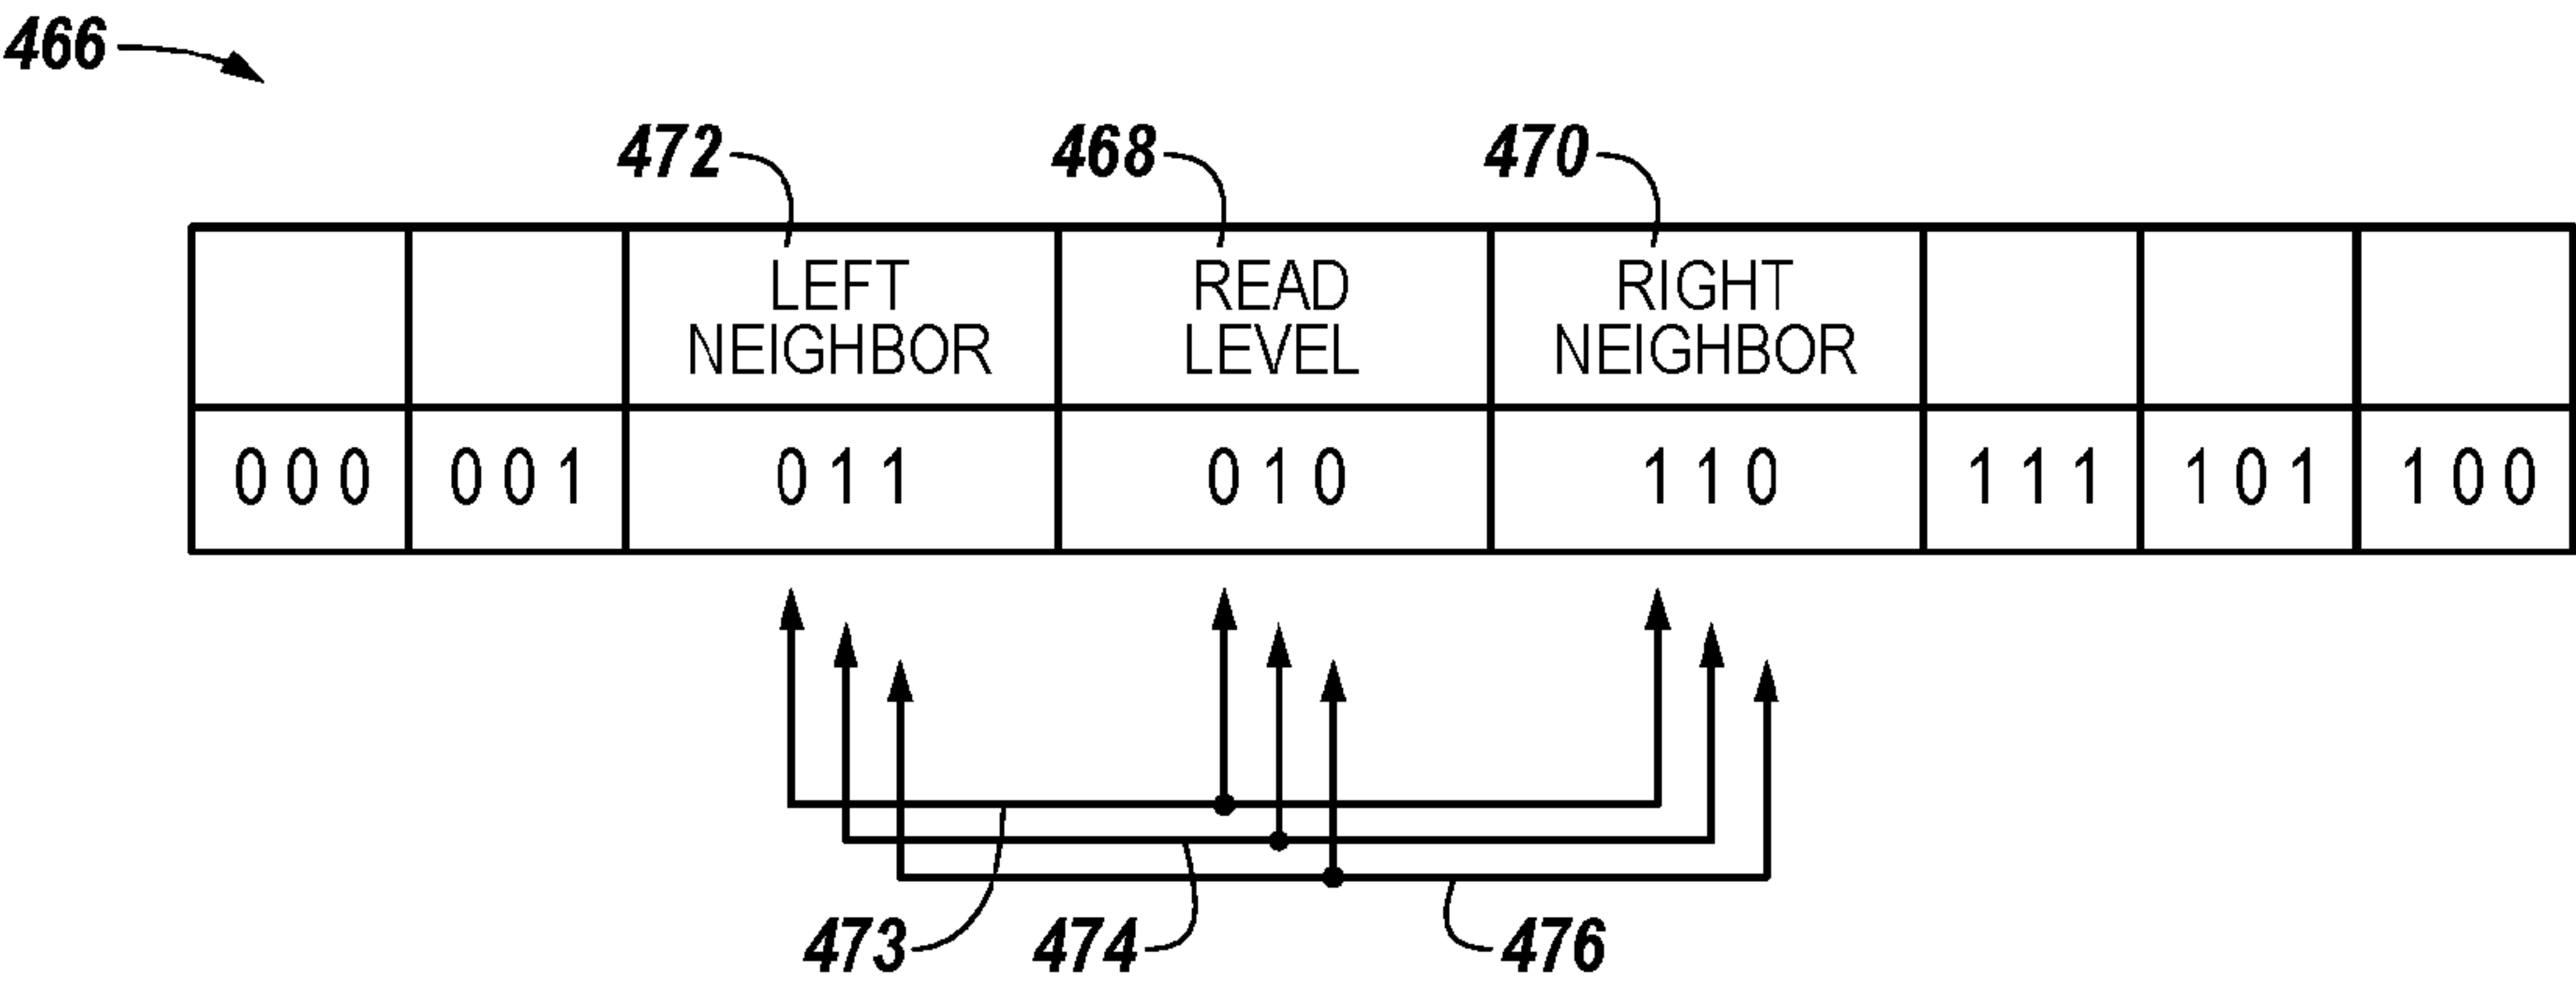 466
472 468 470
LEFT NEIGHBOR READ LEVEL RIGHT NEIGHBOR
0 0 0 0 0 1 0 1 1 0 1 0 1 1 0 1 1 1 1 0 1 1 0 0
473 474 476